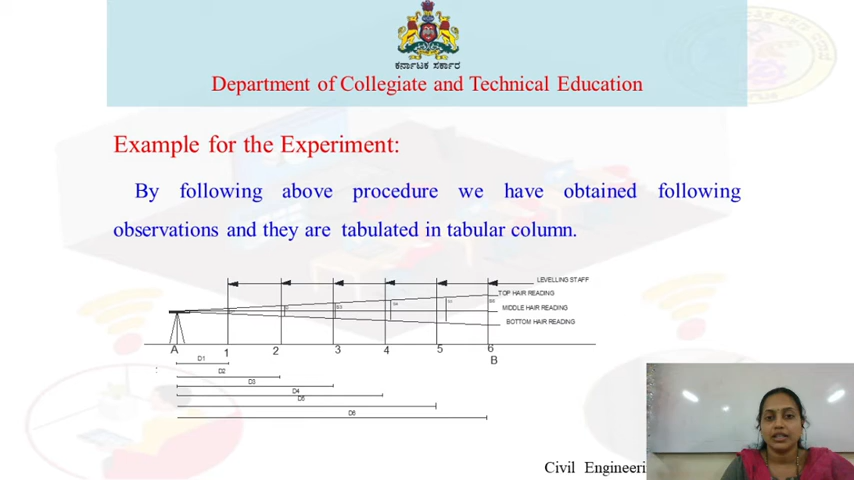 ಕರ್ನಾಟಕ ಸರ್ಕಾರ
Department of Collegiate and Technical Education
Example for the Experiment:
By following above procedure we have obtained following
observations and they are tabulated in tabular column.
LEVELLING STAFF
TOP HAIR READING
MIDDLE HAIR READING
BOTTOM HAIR READING
A 1 2 3 4 5 6
B
D1
D2
D3
D4
D5
D6
Civil Engineeri